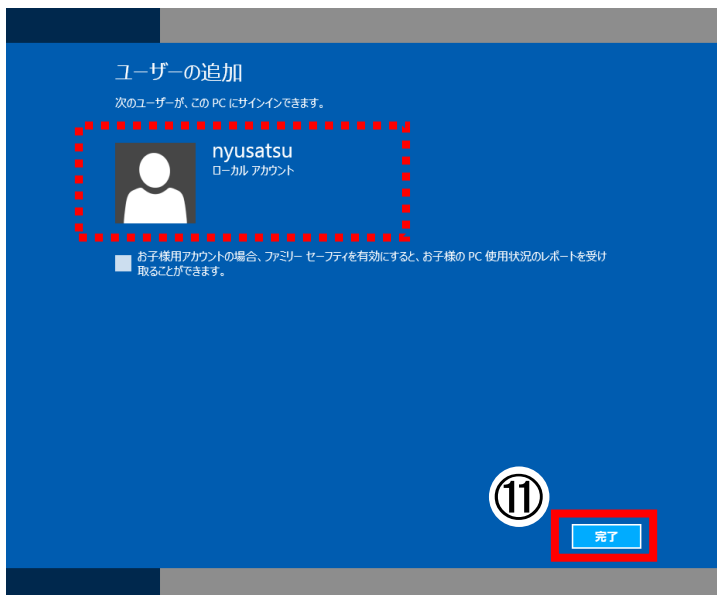 ユーザーの追加
次のユーザーが、この PC にサインインできます。
nyusatsu
ローカル アカウント
お子様用アカウントの場合、ファミリー セーフティを有効にすると、お子様の PC 使用状況のレポートを受け
取ることができます。
⑪
完了